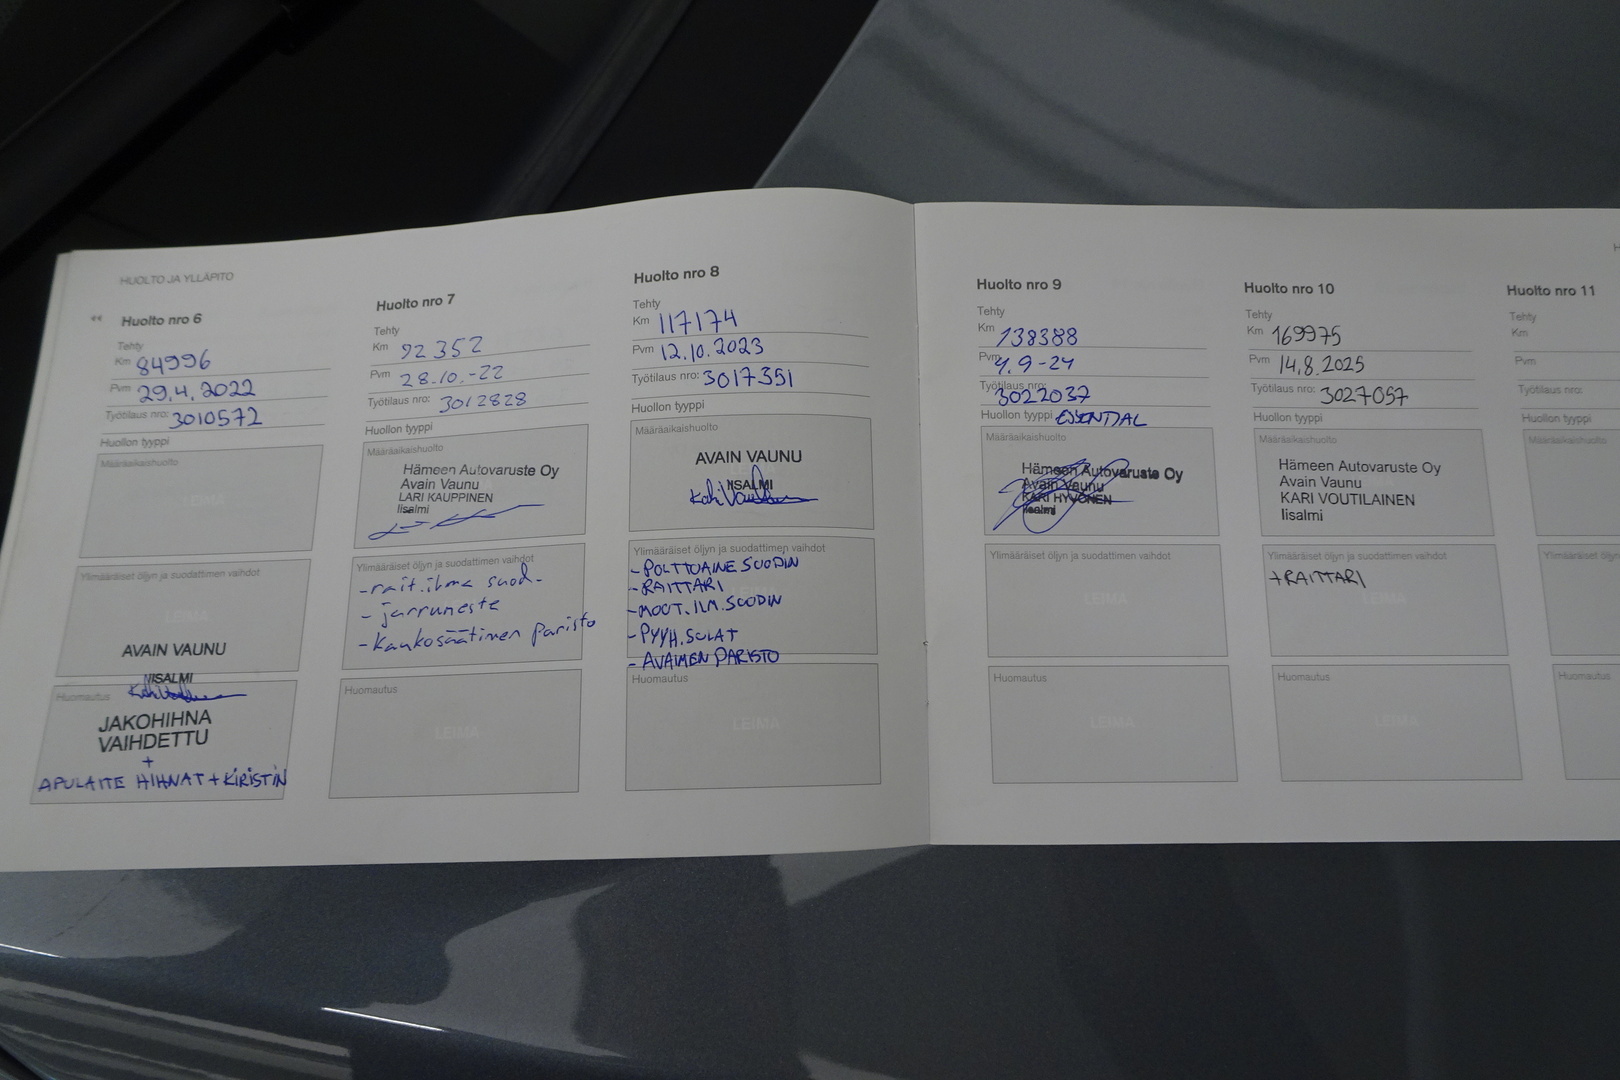 HUOLTO JA YLLÄPITO
Huolto nro 6
Tehty
Km 84996
Pvm 29.4.2022
Työtilaus nro: 3010572
Huollon tyyppi
Määräaikaishuolto
LEIMA
Ylimääräiset öljyn ja suodattimen vaihdot
LEIMA
AVAIN VAUNU
IISALMI
Huomautus
JAKOHIHNA
VAIHDETTU
+
APULAITE HIHNAT + KIRISTIN
Huolto nro 7
Tehty
Km 92352
Pvm 28.10.-22
Työtilaus nro: 3012828
Huollon tyyppi
Määräaikaishuolto
Hämeen Autovaruste Oy
Avain Vaunu
LARI KAUPPINEN
Iisalmi
Ylimääräiset öljyn ja suodattimen vaihdot
- rait.ilma suod.
- jarruneste
- Kaukosäätimen paristo
Huomautus
LEIMA
Huolto nro 8
Tehty
Km 117174
Pvm 12.10.2023
Työtilaus nro: 3017351
Huollon tyyppi
Määräaikaishuolto
AVAIN VAUNU
IISALMI
Ylimääräiset öljyn ja suodattimen vaihdot
- POLTTOAINE SUODIN
- RAITTARI
- MOOT. ILM. SUODIN
- PYYH. SULAT
- AVAIMEN PARISTO
Huomautus
LEIMA
Huolto nro 9
Tehty
Km 138388
Pvm 4.9-24
Työtilaus nro: 3022037
Huollon tyyppi ESSENTIAL
Määräaikaishuolto
Hämeen Autovaruste Oy
Avain Vaunu
KARI HYVÖNEN
Iisalmi
Ylimääräiset öljyn ja suodattimen vaihdot
LEIMA
Huomautus
LEIMA
Huolto nro 10
Tehty
Km 169975
Pvm 14.8.2025
Työtilaus nro: 3027057
Huollon tyyppi
Määräaikaishuolto
Hämeen Autovaruste Oy
Avain Vaunu
KARI VOUTILAINEN
Iisalmi
Ylimääräiset öljyn ja suodattimen vaihdot
+RAITTARI
LEIMA
Huomautus
LEIMA
Huolto nro 11
Tehty
Km
Pvm
Työtilaus nro:
Huollon tyyppi
Määräaikaishuolto
Ylimääräiset öljyn
Huomautus